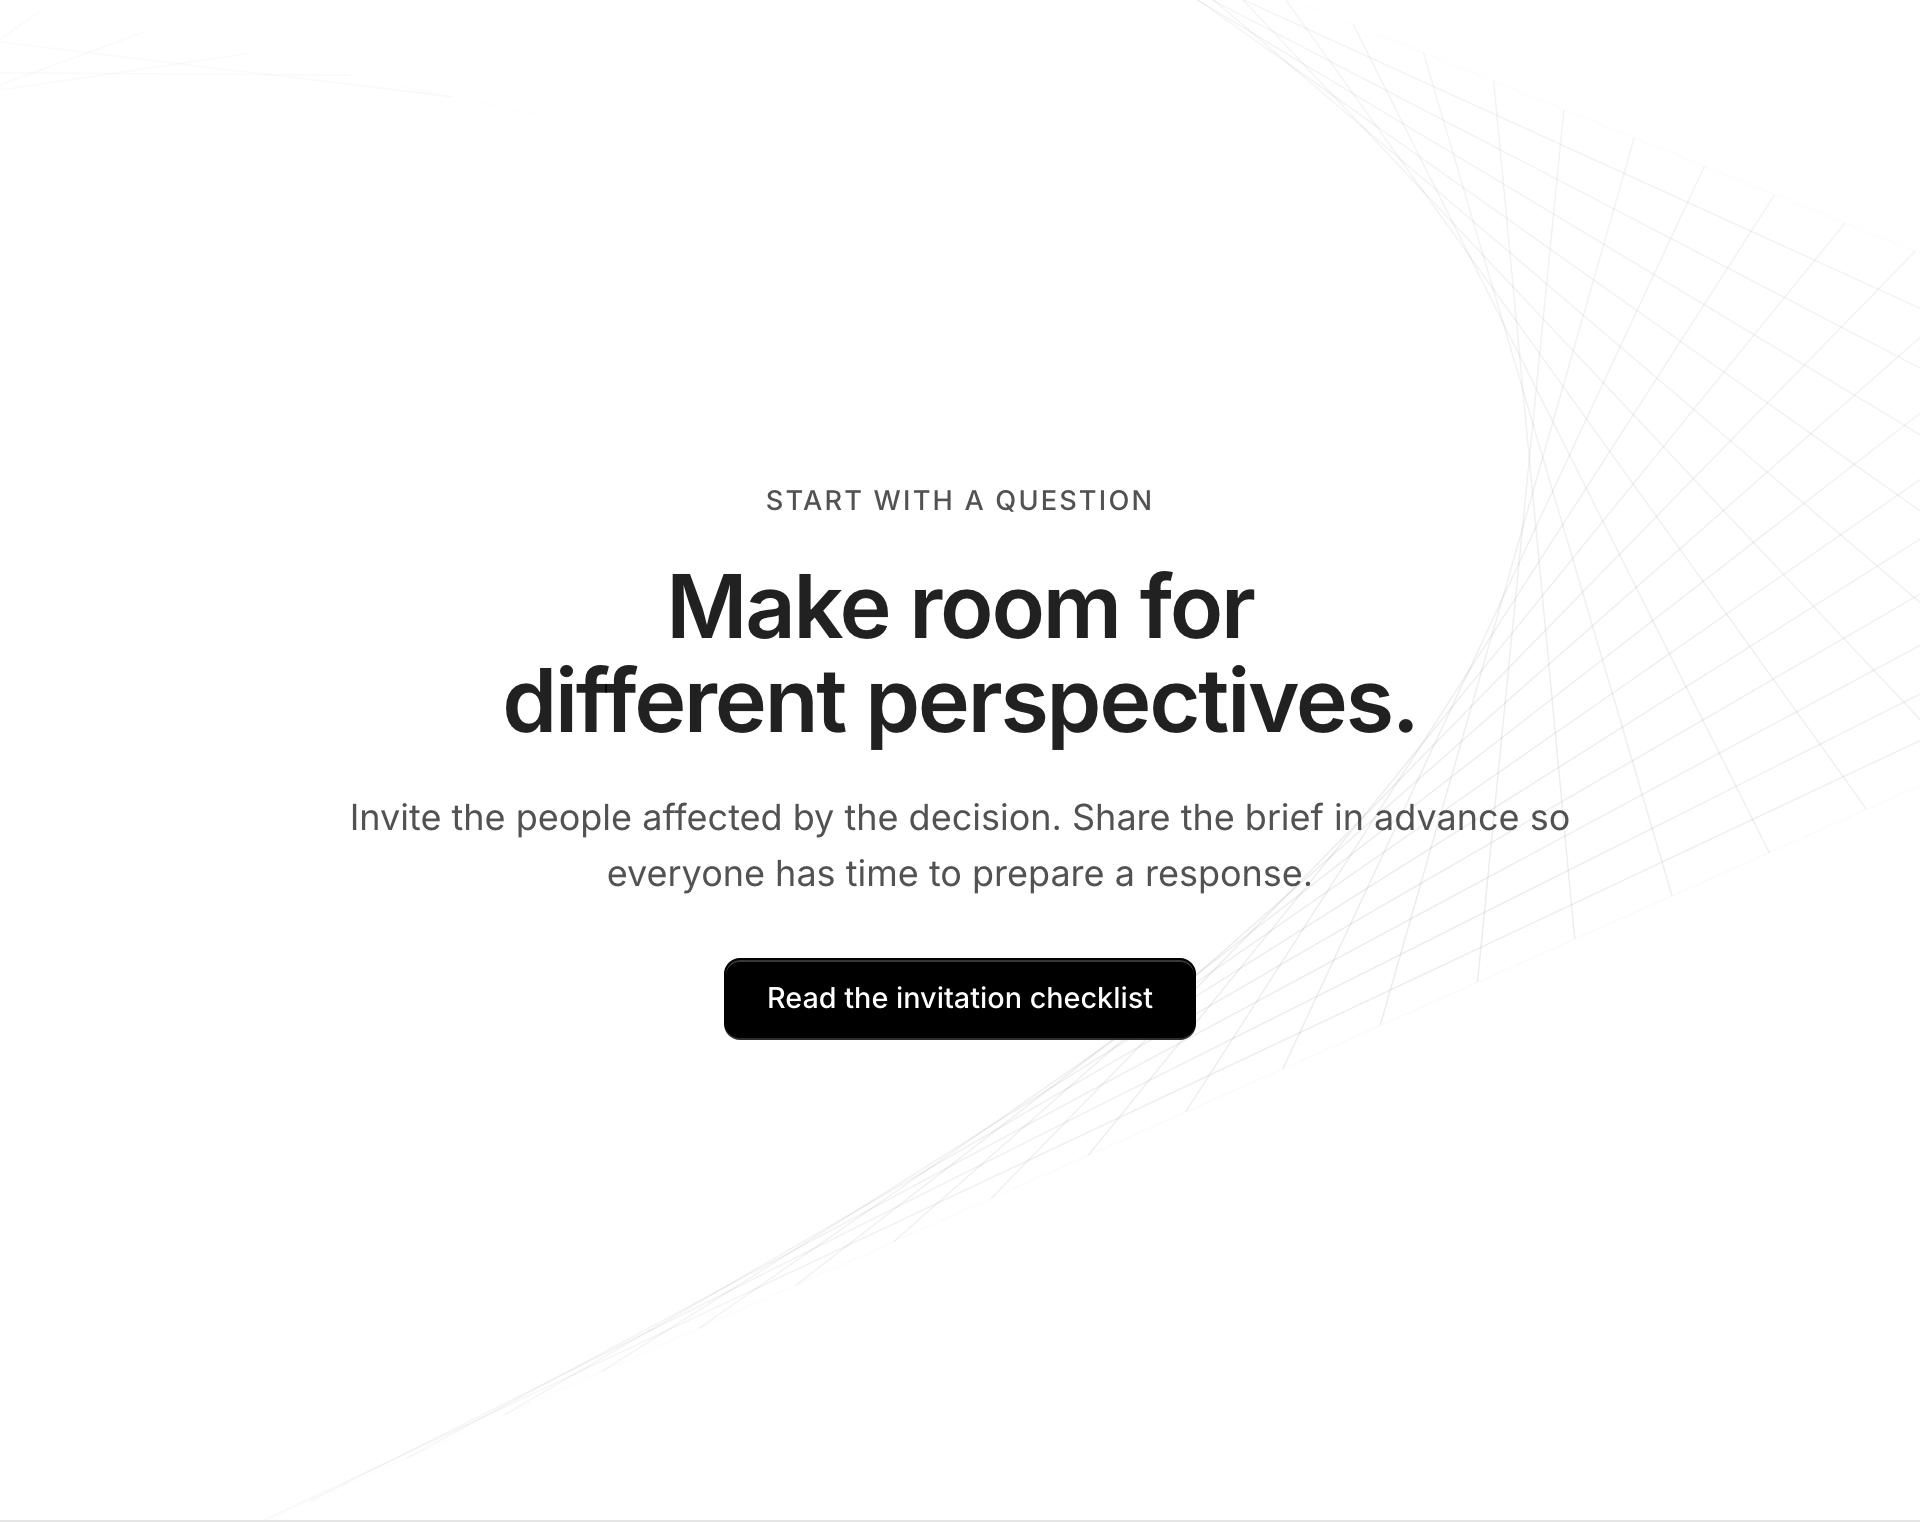 START WITH A QUESTION
Make room for
different perspectives.
Invite the people affected by the decision. Share the brief in advance so
everyone has time to prepare a response.
Read the invitation checklist